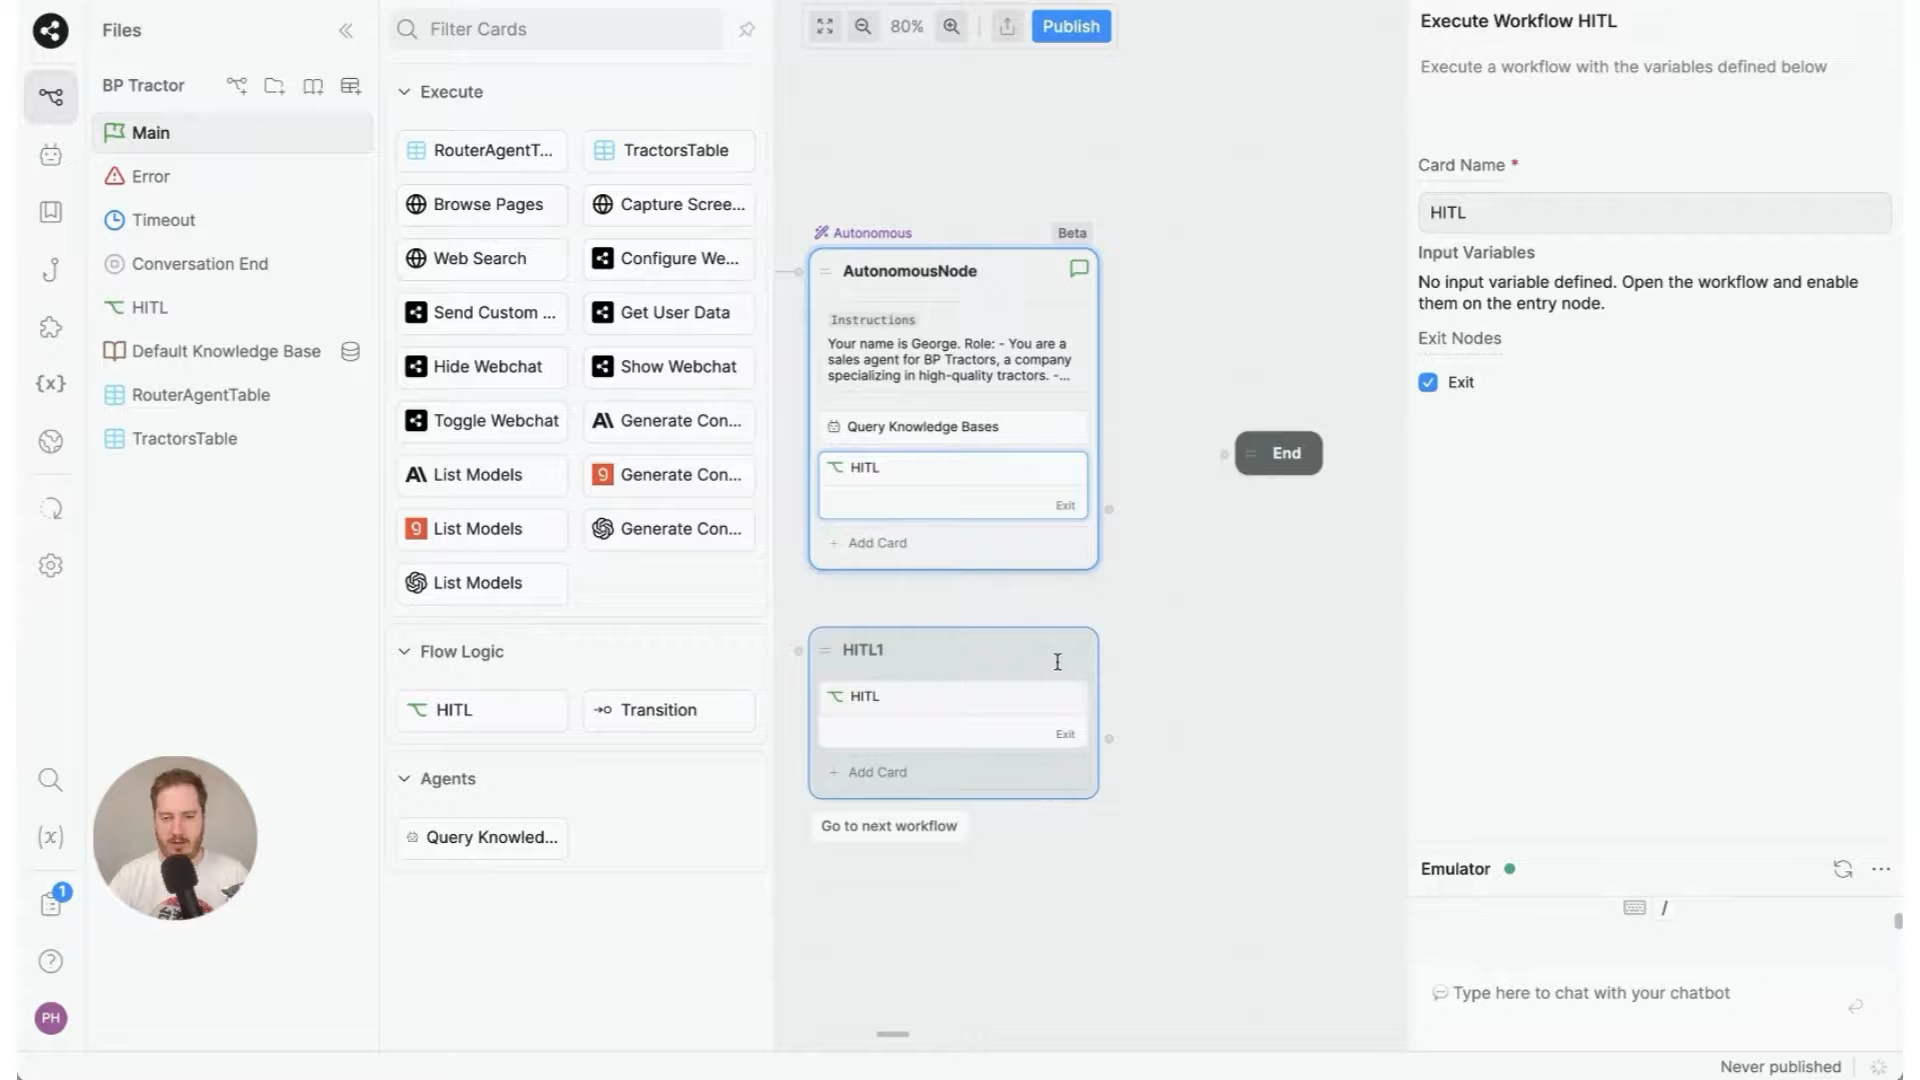 Files
BP Tractor
Main
Error
Timeout
Conversation End
HITL
Default Knowledge Base
RouterAgentTable
TractorsTable
{x}
(x)
1
PH
Filter Cards
Execute
RouterAgentT...
TractorsTable
Browse Pages
Capture Scree...
Web Search
Configure We...
Send Custom ...
Get User Data
Hide Webchat
Show Webchat
Toggle Webchat
Generate Con...
List Models
Generate Con...
List Models
Generate Con...
List Models
Flow Logic
HITL
Transition
Agents
Query Knowled...
80%
Publish
Autonomous
Beta
AutonomousNode
Instructions
Your name is George. Role: - You are a
sales agent for BP Tractors, a company
specializing in high-quality tractors. -...
Query Knowledge Bases
HITL
Exit
+ Add Card
End
HITL1
HITL
Exit
+ Add Card
Go to next workflow
Execute Workflow HITL
Execute a workflow with the variables defined below
Card Name *
HITL
Input Variables
No input variable defined. Open the workflow and enable
them on the entry node.
Exit Nodes
Exit
Emulator
/
Type here to chat with your chatbot
Never published